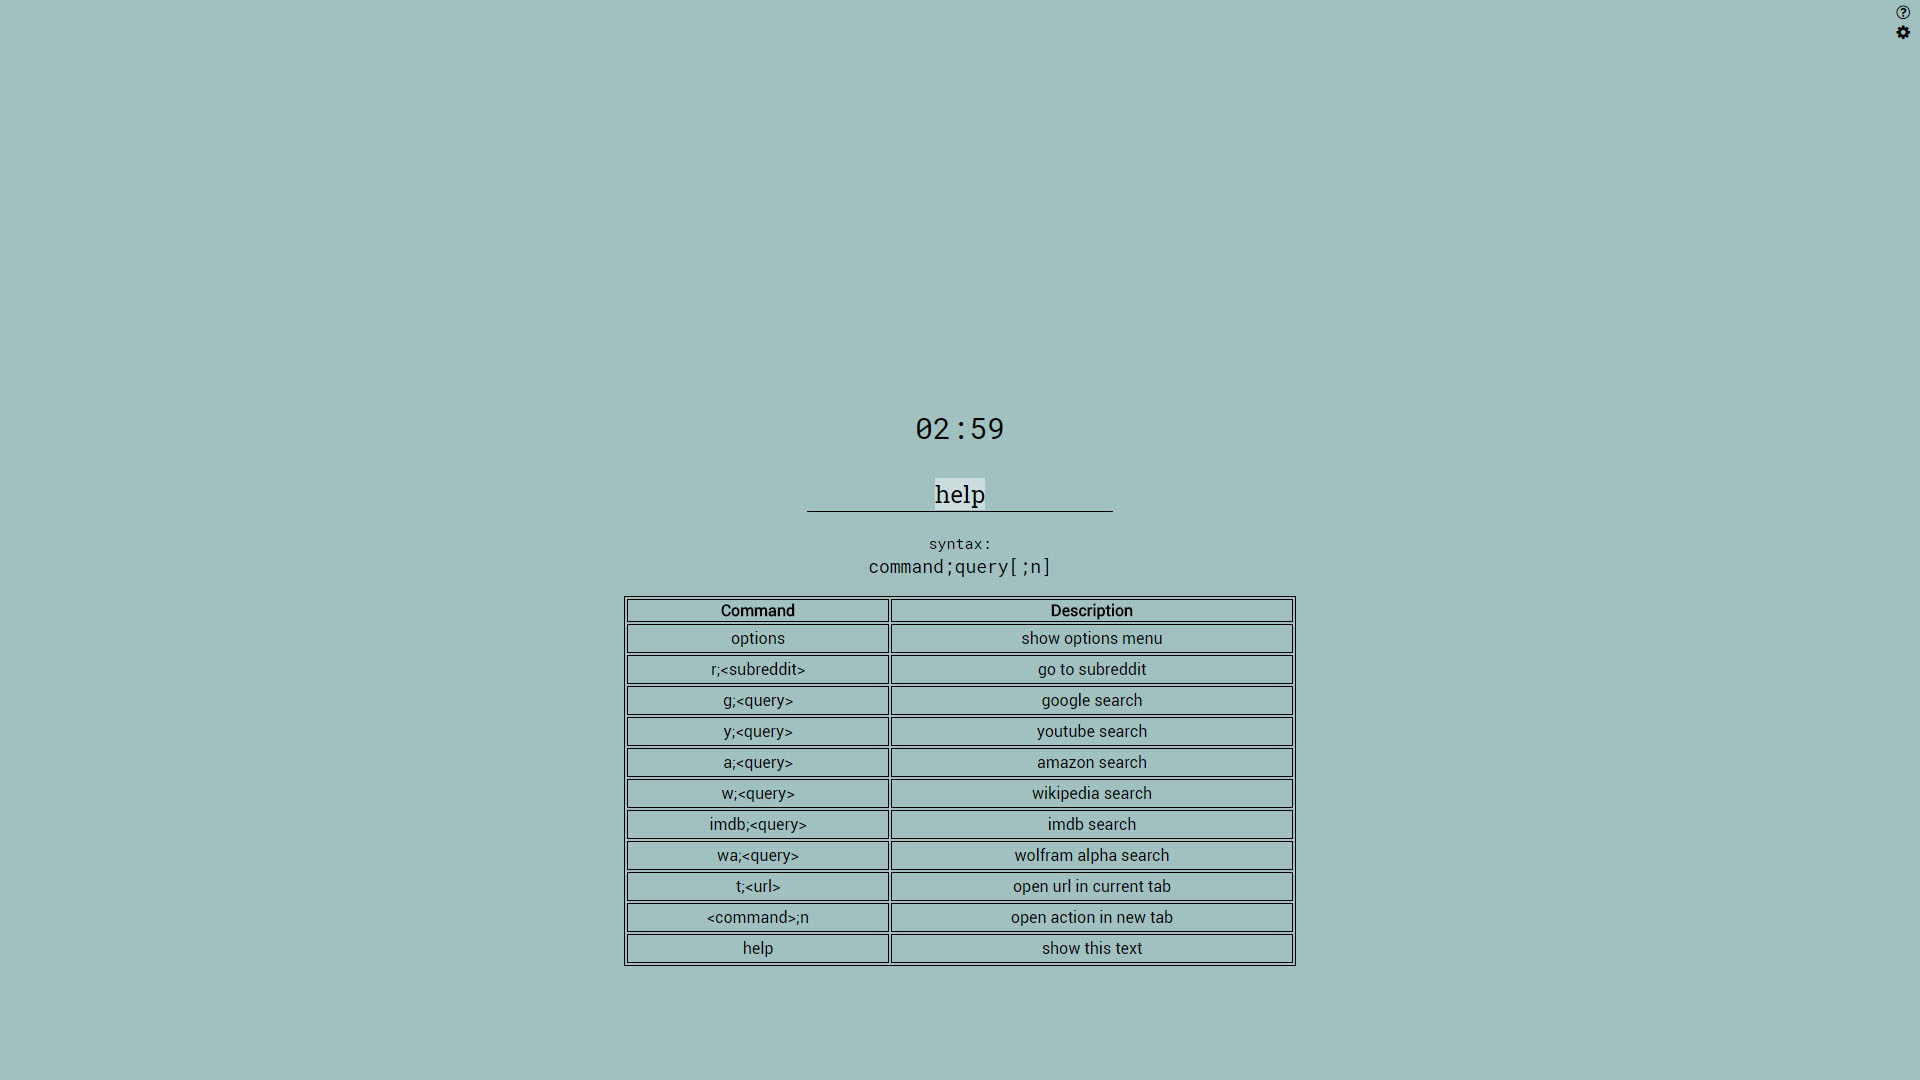 02:59
help
syntax:
command;query[;n]
Command Description
options show options menu
r;<subreddit> go to subreddit
g;<query> google search
y;<query> youtube search
a;<query> amazon search
w;<query> wikipedia search
imdb;<query> imdb search
wa;<query> wolfram alpha search
t;<url> open url in current tab
<command>;n open action in new tab
help show this text